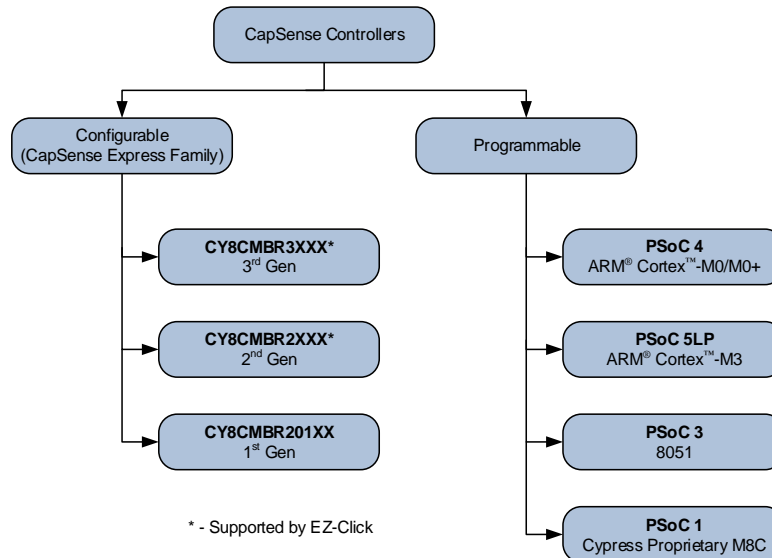 CapSense Controllers
Configurable
(CapSense Express Family)
Programmable
CY8CMBR3XXX*
3rd Gen
CY8CMBR2XXX*
2nd Gen
CY8CMBR201XX
1st Gen
* - Supported by EZ-Click
PSoC 4
ARM® Cortex™-M0/M0+
PSoC 5LP
ARM® Cortex™-M3
PSoC 3
8051
PSoC 1
Cypress Proprietary M8C